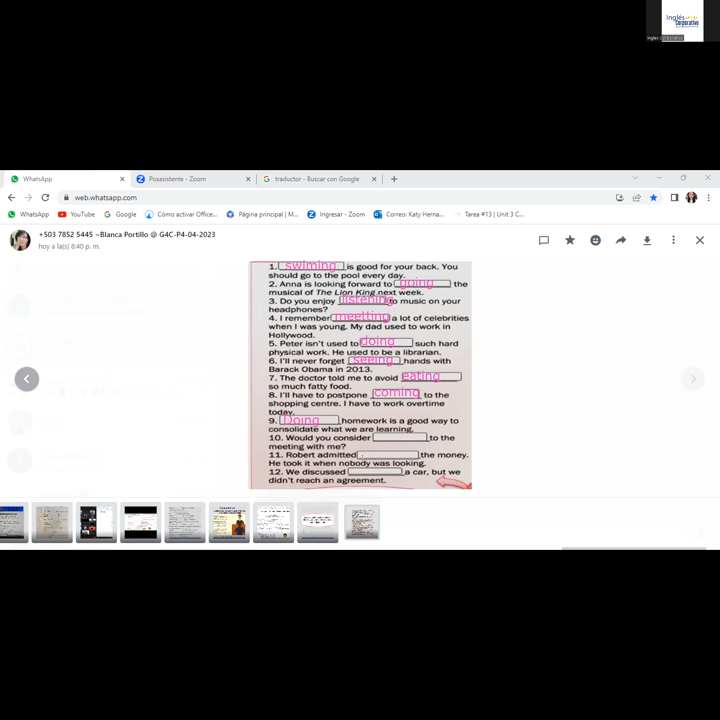 Inglés
Corporativo
Inglés Corporativo
WhatsApp
Posasistente - Zoom
traductor - Buscar con Google
web.whatsapp.com
WhatsApp YouTube Google Cómo activar Office... Página principal | M... Ingresar - Zoom Correo: Katy Herna... Tarea #13 | Unit 3 C...
+503 7852 5445 ~Blanca Portillo @ G4C-P4-04-2023
hoy a la(s) 8:40 p. m.
1. swiming is good for your back. You
should go to the pool every day.
2. Anna is looking forward to going the
musical of The Lion King next week.
3. Do you enjoy listening to music on your
headphones?
4. I remember meetting a lot of celebrities
when I was young. My dad used to work in
Hollywood.
5. Peter isn't used to doing such hard
physical work. He used to be a librarian.
6. I'll never forget seeing hands with
Barack Obama in 2013.
7. The doctor told me to avoid eating
so much fatty food.
8. I'll have to postpone coming to the
shopping centre. I have to work overtime
today.
9. Doing homework is a good way to
consolidate what we are learning.
10. Would you consider to the
meeting with me?
11. Robert admitted the money.
He took it when nobody was looking.
12. We discussed a car, but we
didn't reach an agreement.